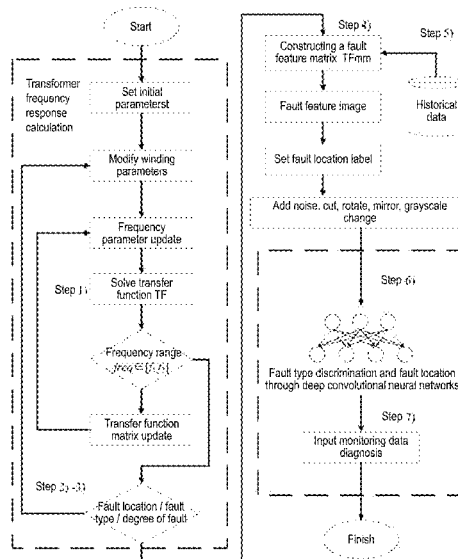 Start
Transformer
frequency
response
calculation
Set initial
parameterst
Modify winding
parameters
Frequency
parameter update
Step 1)
Solve transfer
function TF
Frequency range
Transfer function
matrix update
Step 2) -3)
Fault location / fault
type / degree of fault
Step 4)
Step 5)
Constructing a fault
feature matrix TFmm
Historical
data
Fault feature image
Set fault location label
Add noise, cut, rotate, mirror, grayscale
change
Step 6)
Fault type discrimination and fault location
through deep convolutional neural networks
Step 7)
Input monitoring data
diagnosis
Finish